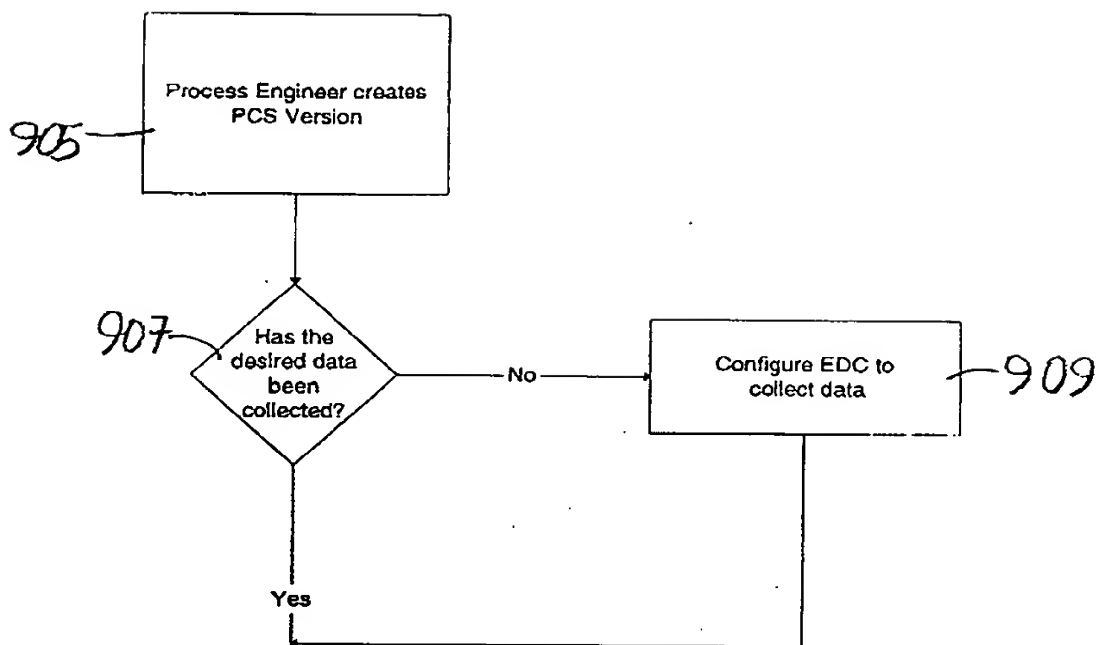 Process Engineer creates
PCS Version
905
907
Has the
desired data
been
collected?
No
Configure EDC to
collect data
909
Yes